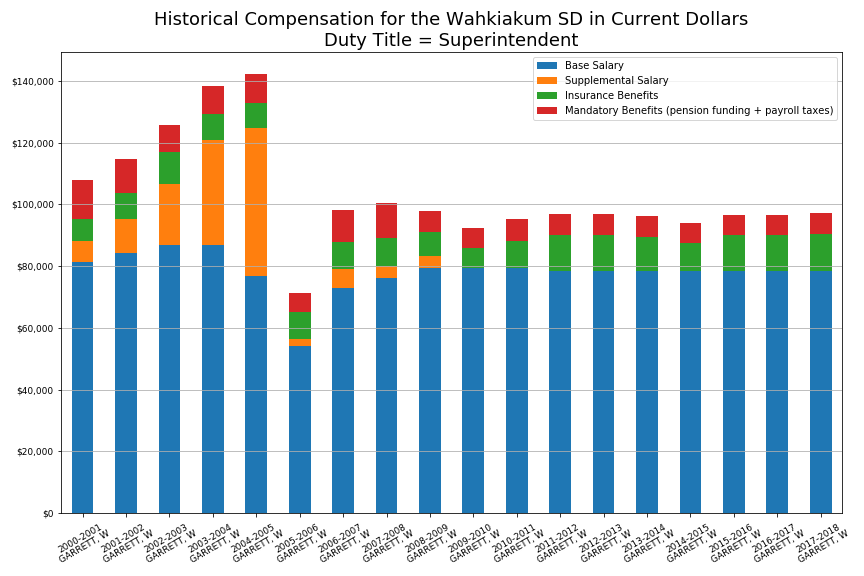 Historical Compensation for the Wahkiakum SD in Current Dollars
Duty Title = Superintendent
Base Salary
Supplemental Salary
Insurance Benefits
Mandatory Benefits (pension funding + payroll taxes)
$140,000
$120,000
$100,000
$80,000
$60,000
$40,000
$20,000
$0
2000-2001
GARRETT, W
2001-2002
GARRETT, W
2002-2003
GARRETT, W
2003-2004
GARRETT, W
2004-2005
GARRETT, W
2005-2006
GARRETT, W
2006-2007
GARRETT, W
2007-2008
GARRETT, W
2008-2009
GARRETT, W
2009-2010
GARRETT, W
2010-2011
GARRETT, W
2011-2012
GARRETT, W
2012-2013
GARRETT, W
2013-2014
GARRETT, W
2014-2015
GARRETT, W
2015-2016
GARRETT, W
2016-2017
GARRETT, W
2017-2018
GARRETT, W